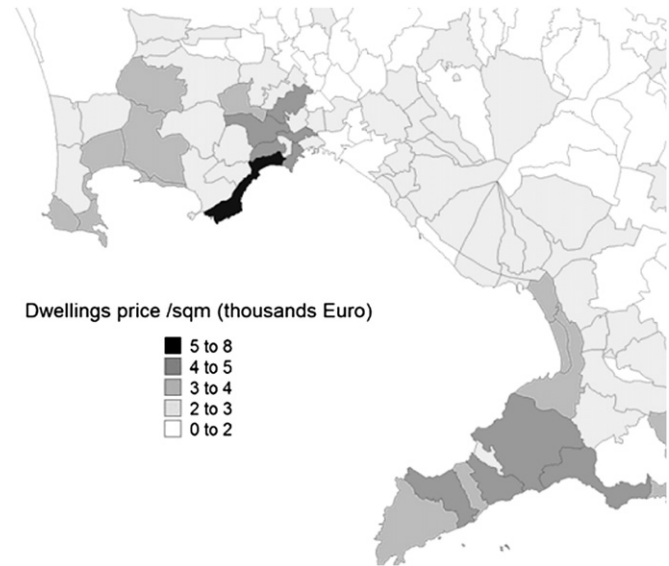 Dwellings price /sqm (thousands Euro)
5 to 8
4 to 5
3 to 4
2 to 3
0 to 2